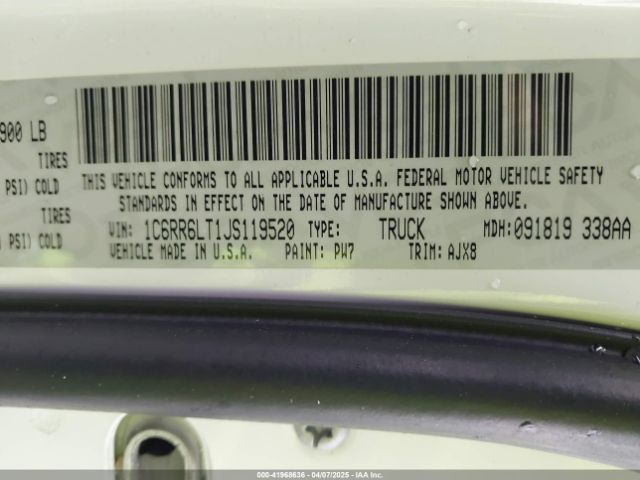 900 LB
TIRES
PSI) COLD
TIRES
PSI) COLD
THIS VEHICLE CONFORMS TO ALL APPLICABLE U.S.A. FEDERAL MOTOR VEHICLE SAFETY
STANDARDS IN EFFECT ON THE DATE OF MANUFACTURE SHOWN ABOVE.
VIN: 1C6RR6LT1JS119520 TYPE: TRUCK MDH:091819 338AA
VEHICLE MADE IN U.S.A. PAINT: PW7 TRIM: AJX8
000-41968636 - 04/07/2025 - IAA Inc.